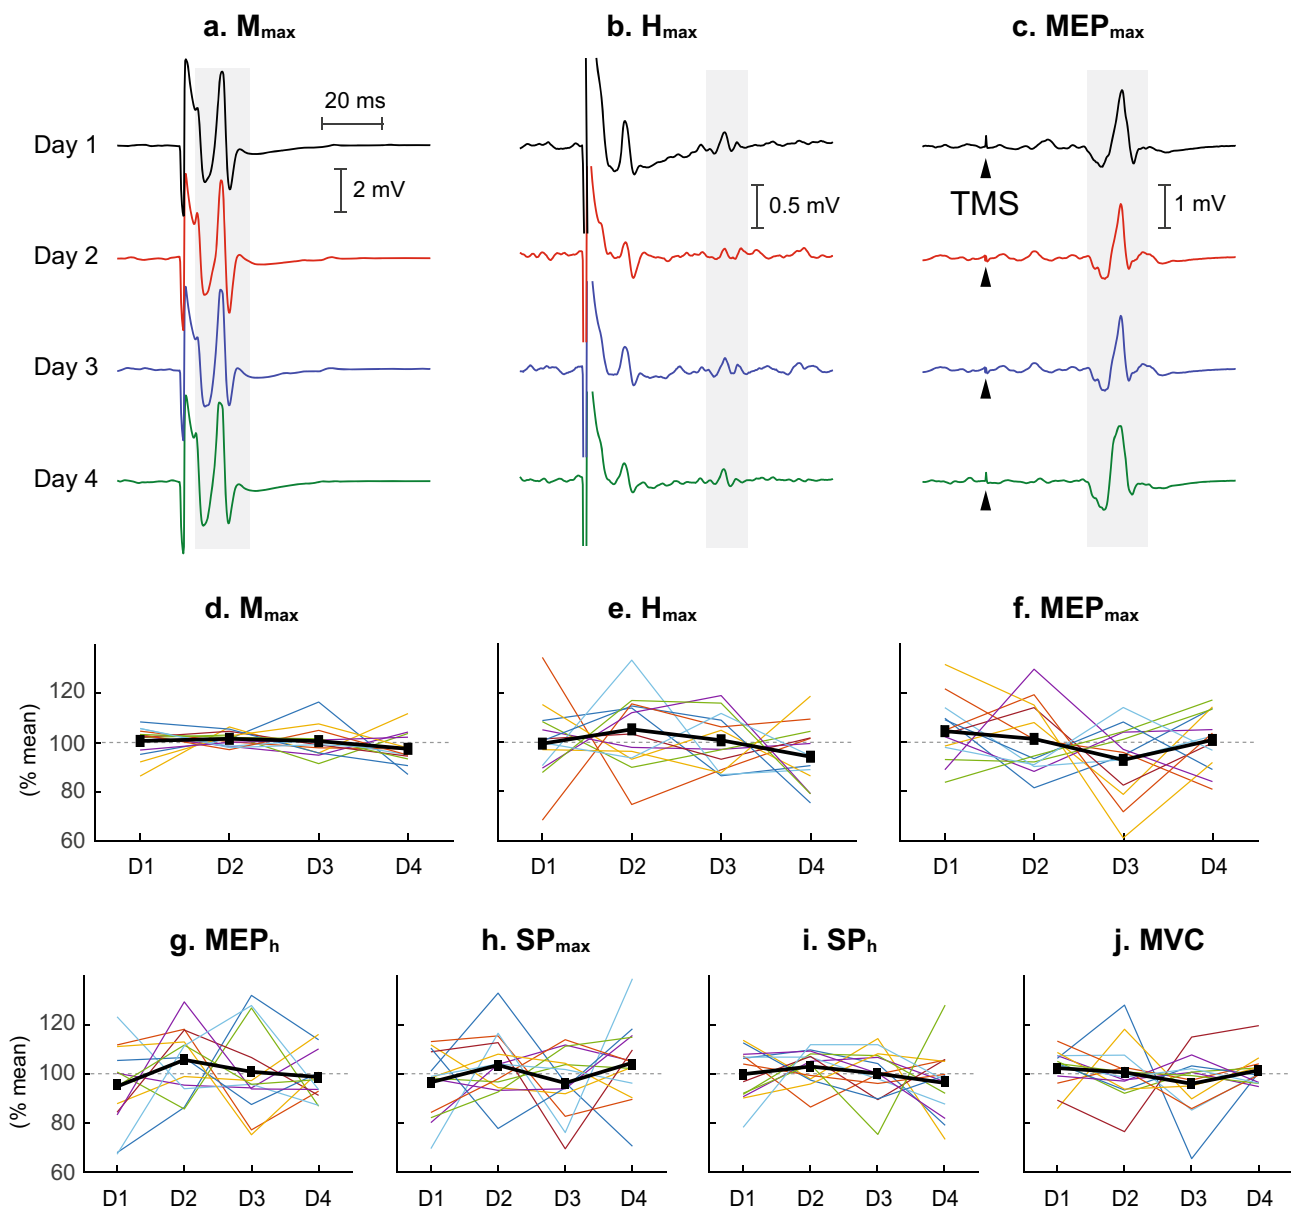 a. Mmax
b. Hmax
c. MEPmax
20 ms
Day 1
2 mV
0.5 mV
TMS
1 mV
Day 2
Day 3
Day 4
d. Mmax
e. Hmax
f. MEPmax
(% mean)
120
100
80
60
D1 D2 D3 D4
D1 D2 D3 D4
D1 D2 D3 D4
g. MEPh
h. SPmax
i. SPh
j. MVC
(% mean)
120
100
80
60
D1 D2 D3 D4
D1 D2 D3 D4
D1 D2 D3 D4
D1 D2 D3 D4